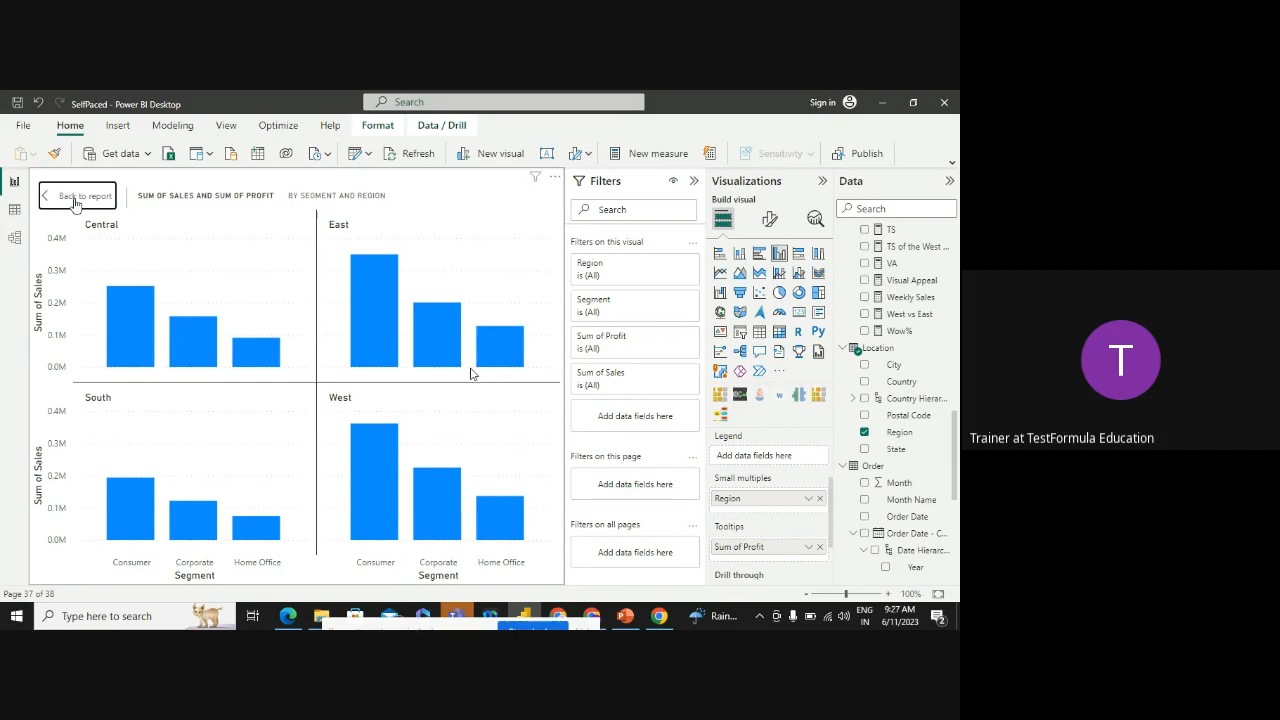 SelfPaced - Power BI Desktop
Search
Sign in
File
Home
Insert
Modeling
View
Optimize
Help
Format
Data / Drill
Get data
Refresh
New visual
New measure
Sensitivity
Publish
Back to report
SUM OF SALES AND SUM OF PROFIT
BY SEGMENT AND REGION
Central
East
0.4M
0.3M
0.2M
0.1M
0.0M
Sum of Sales
South
West
0.4M
0.3M
0.2M
0.1M
0.0M
Sum of Sales
Consumer
Corporate
Home Office
Segment
Consumer
Corporate
Home Office
Segment
Filters
Search
Filters on this visual
Region
is (All)
Segment
is (All)
Sum of Profit
is (All)
Sum of Sales
is (All)
Add data fields here
Filters on this page
Add data fields here
Filters on all pages
Add data fields here
Visualizations
Build visual
R
Py
Legend
Add data fields here
Small multiples
Region
Tooltips
Sum of Profit
Drill through
Data
Search
TS
TS of the West ...
VA
Visual Appeal
Weekly Sales
West vs East
Wow%
Location
City
Country
Country Hierar...
Postal Code
Region
State
Order
Month
Month Name
Order Date
Order Date - C...
Date Hierarc...
Year
Page 37 of 38
100%
Type here to search
Rain...
ENG
IN
9:27 AM
6/11/2023
2
T
Trainer at TestFormula Education